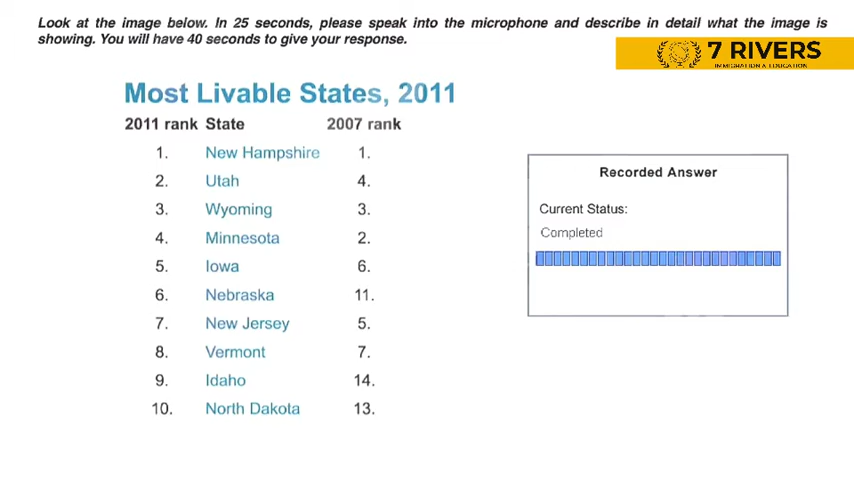 Look at the image below. In 25 seconds, please speak into the microphone and describe in detail what the image is
showing. You will have 40 seconds to give your response.
7 RIVERS
IMMIGRATION & EDUCATION
Most Livable States, 2011
2011 rank State 2007 rank
1. New Hampshire 1.
2. Utah 4.
3. Wyoming 3.
4. Minnesota 2.
5. Iowa 6.
6. Nebraska 11.
7. New Jersey 5.
8. Vermont 7.
9. Idaho 14.
10. North Dakota 13.
Recorded Answer
Current Status:
Completed